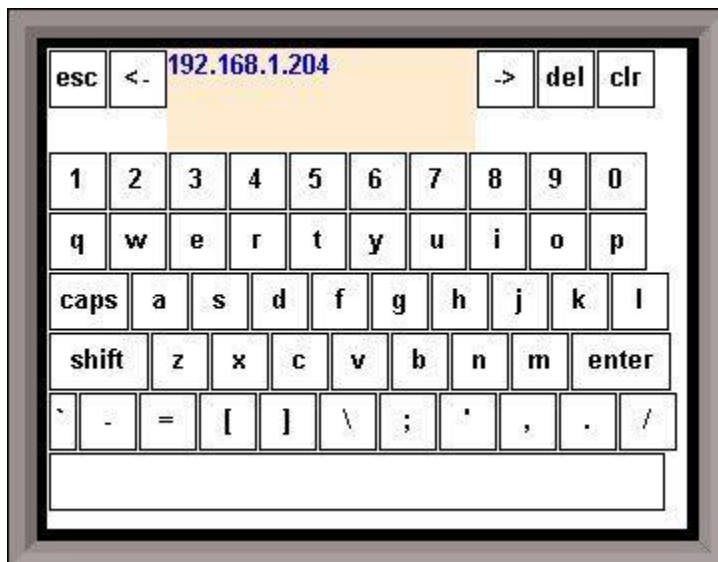 esc <- 192.168.1.204 -> del clr
1 2 3 4 5 6 7 8 9 0
q w e r t y u i o p
caps a s d f g h j k l
shift z x c v b n m enter
` - = [ ] \ ; ' , . /